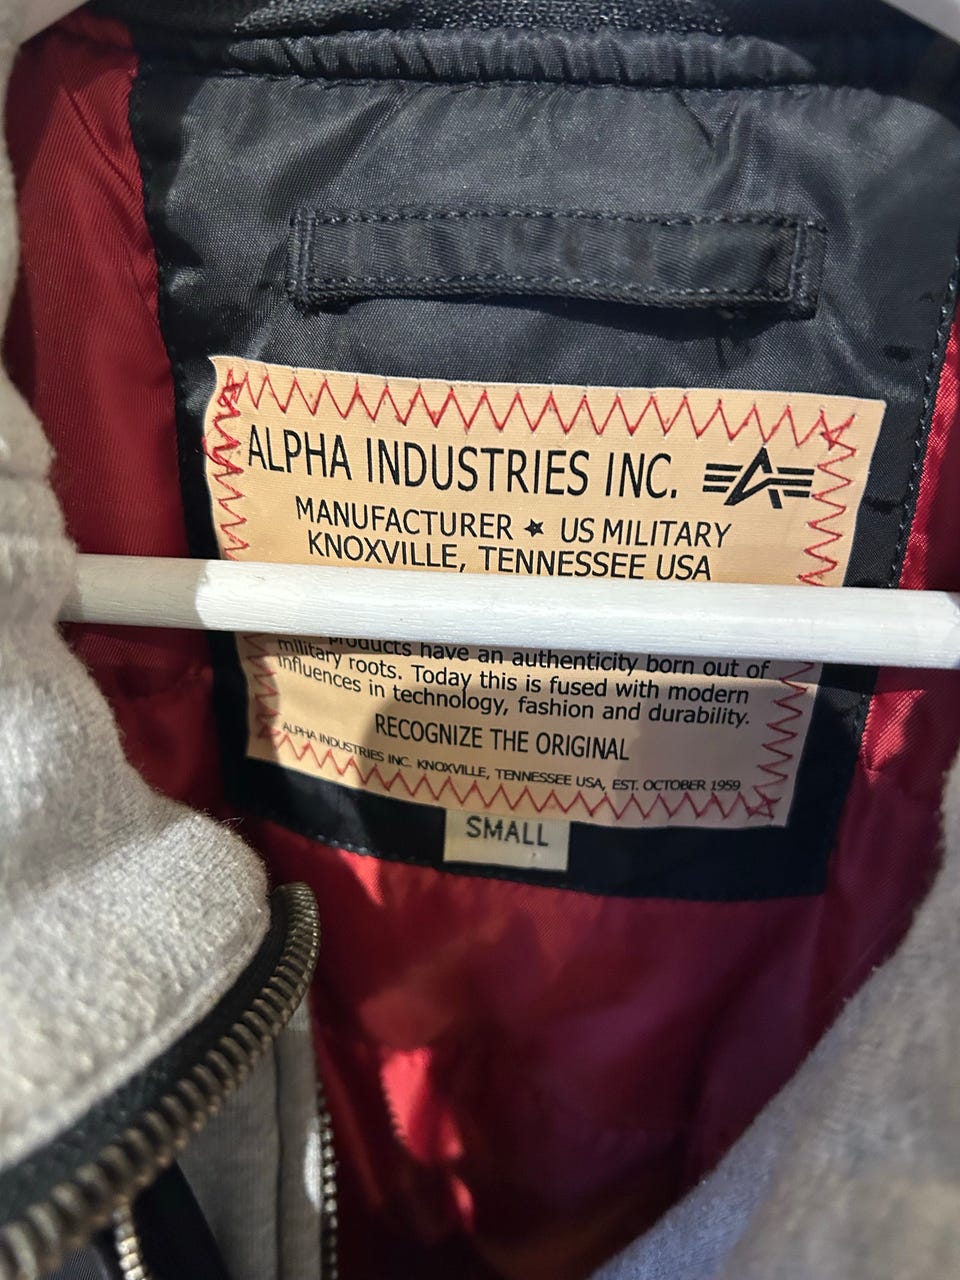 ALPHA INDUSTRIES INC.
MANUFACTURER ★ US MILITARY
KNOXVILLE, TENNESSEE USA
products have an authenticity born out of
military roots. Today this is fused with modern
influences in technology, fashion and durability.
RECOGNIZE THE ORIGINAL
ALPHA INDUSTRIES INC. KNOXVILLE, TENNESSEE USA, EST. OCTOBER 1959
SMALL